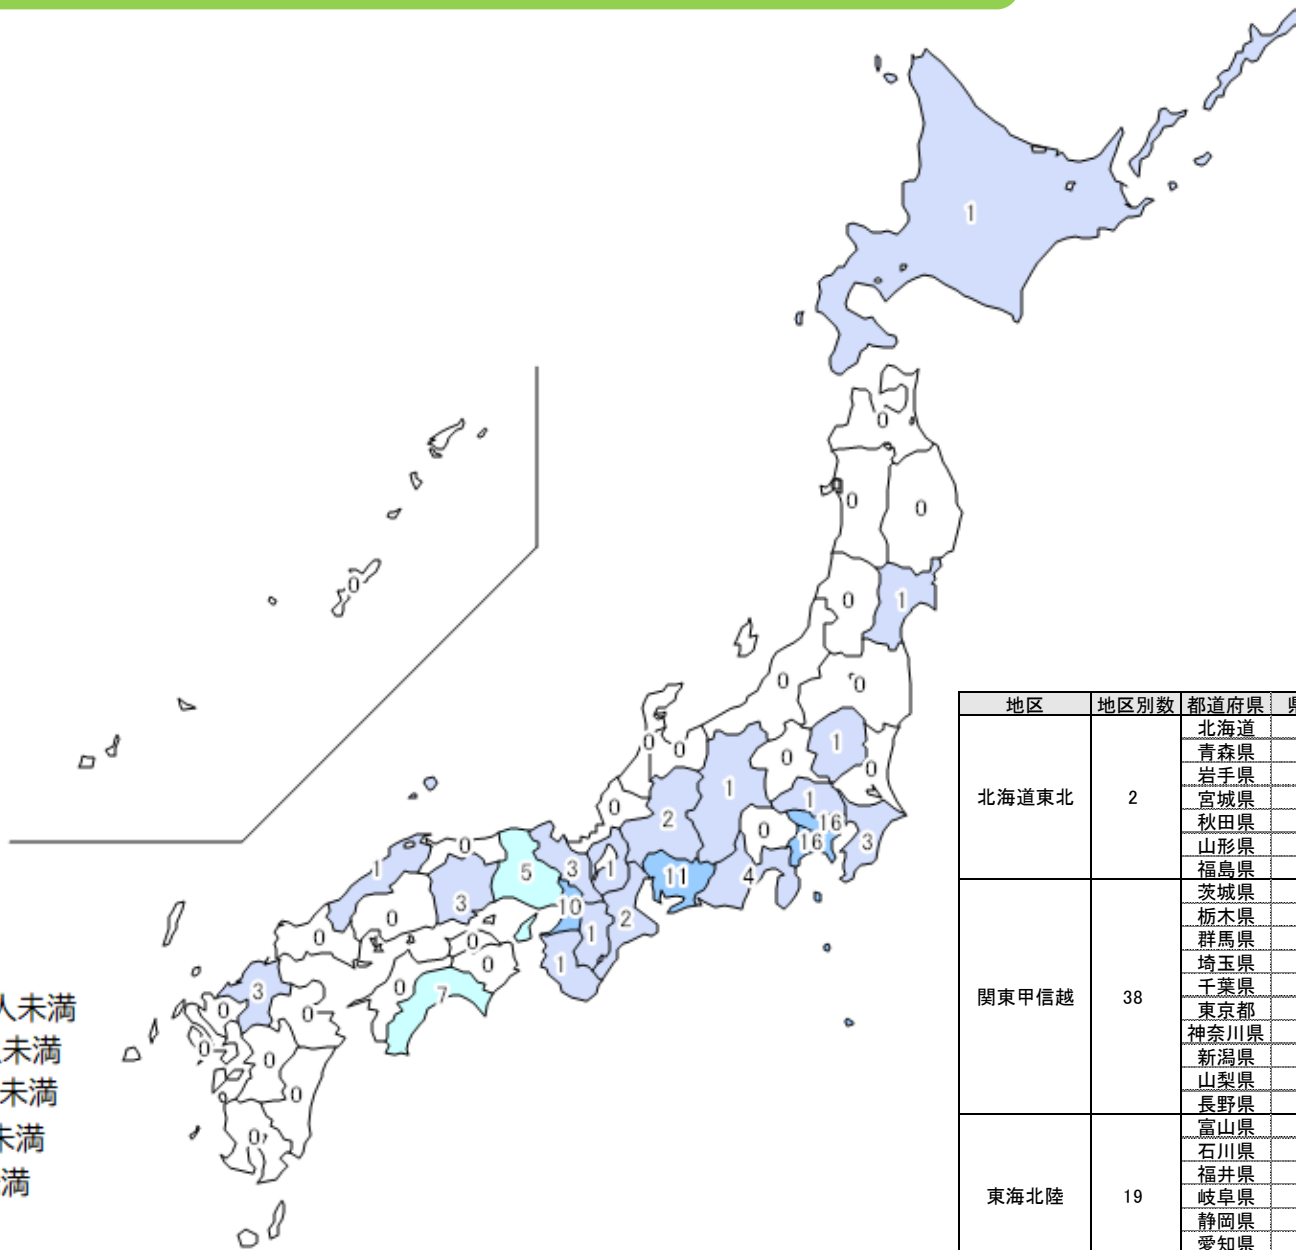 1
0
0
0
0
1
0
0
0
0
0
1
0
0
1
1
0
2
0
16
16
3
0
1
5
3
1
11
4
3
10
2
0
1
0
0
0
1
3
0
7
0
0
0
0
0
0
人未満
未満
未満
未満
満
地区 地区別数 都道府県
北海道東北 2
北海道
青森県
岩手県
宮城県
秋田県
山形県
福島県
関東甲信越 38
茨城県
栃木県
群馬県
埼玉県
千葉県
東京都
神奈川県
新潟県
山梨県
長野県
東海北陸 19
富山県
石川県
福井県
岐阜県
静岡県
愛知県